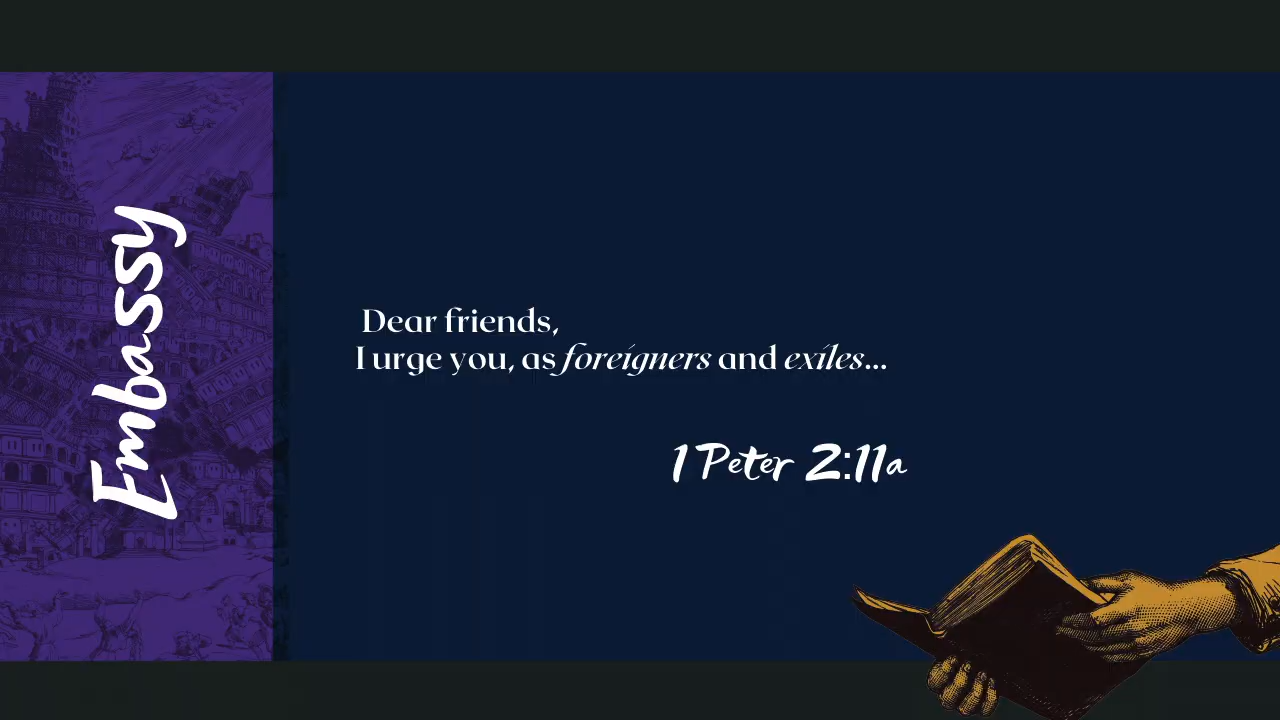 Embassy
Dear friends,
I urge you, as foreigners and exiles...
1 Peter 2:11a